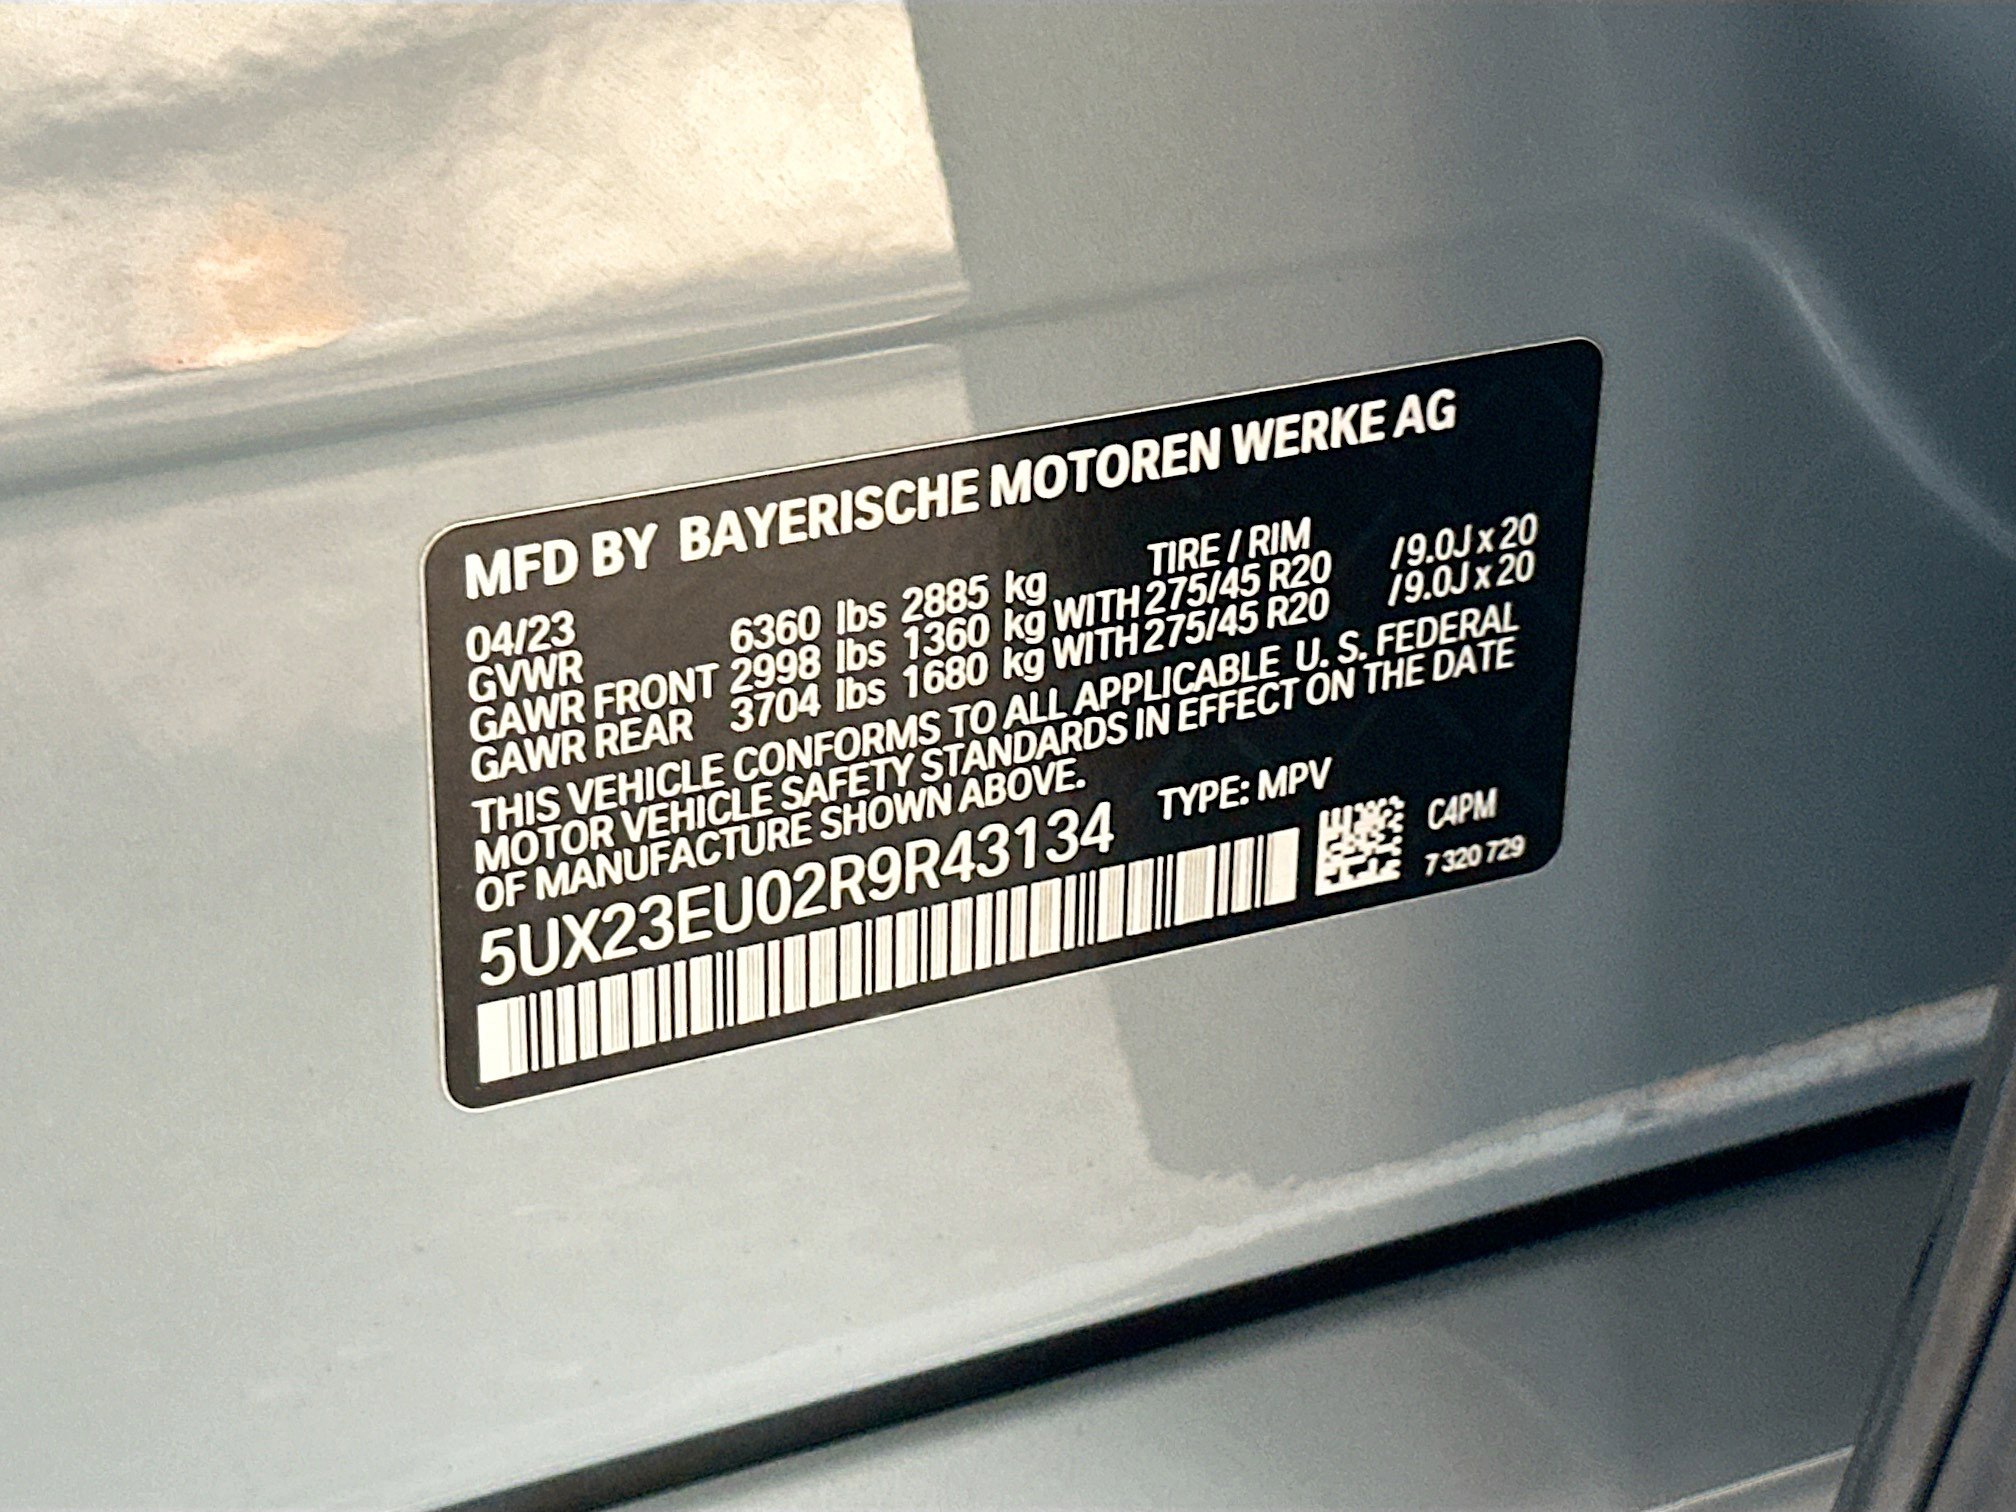 MFD BY BAYERISCHE MOTOREN WERKE AG
04/23 TIRE / RIM
GVWR 6360 lbs 2885 kg
GAWR FRONT 2998 lbs 1360 kg WITH 275/45 R20 /9.0J x 20
GAWR REAR 3704 lbs 1680 kg WITH 275/45 R20 /9.0J x 20
THIS VEHICLE CONFORMS TO ALL APPLICABLE U. S. FEDERAL
MOTOR VEHICLE SAFETY STANDARDS IN EFFECT ON THE DATE
OF MANUFACTURE SHOWN ABOVE.
5UX23EU02R9R43134 TYPE: MPV
C4PM
7 320 729